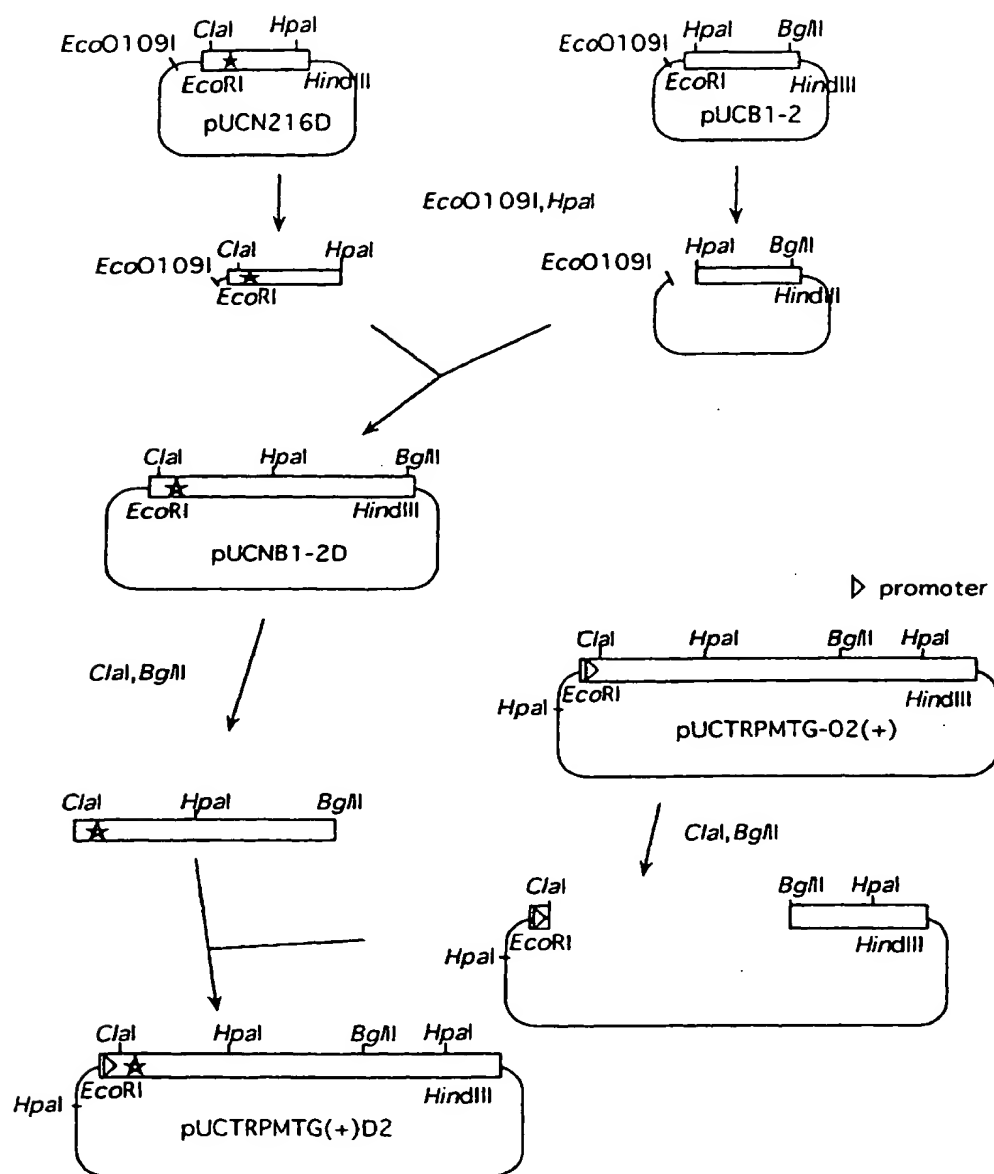 ClaI HpaI
EcoO109I
EcoRI HindIII
pUCN216D
HpaI BglII
EcoO109I
EcoRI HindIII
pUCB1-2
EcoO109I,HpaI
ClaI HpaI
EcoO109I
EcoRI
HpaI BglII
EcoO109I
HindIII
ClaI HpaI BglII
EcoRI HindIII
pUCNB1-2D
promoter
ClaI,BglII
ClaI HpaI BglII HpaI
EcoRI HindIII
HpaI
pUCTRPMTG-02(+)
ClaI HpaI BglII
ClaI,BglII
ClaI BglII HpaI
EcoRI HindIII
HpaI
ClaI HpaI BglII HpaI
EcoRI HindIII
HpaI
pUCTRPMTG(+)D2